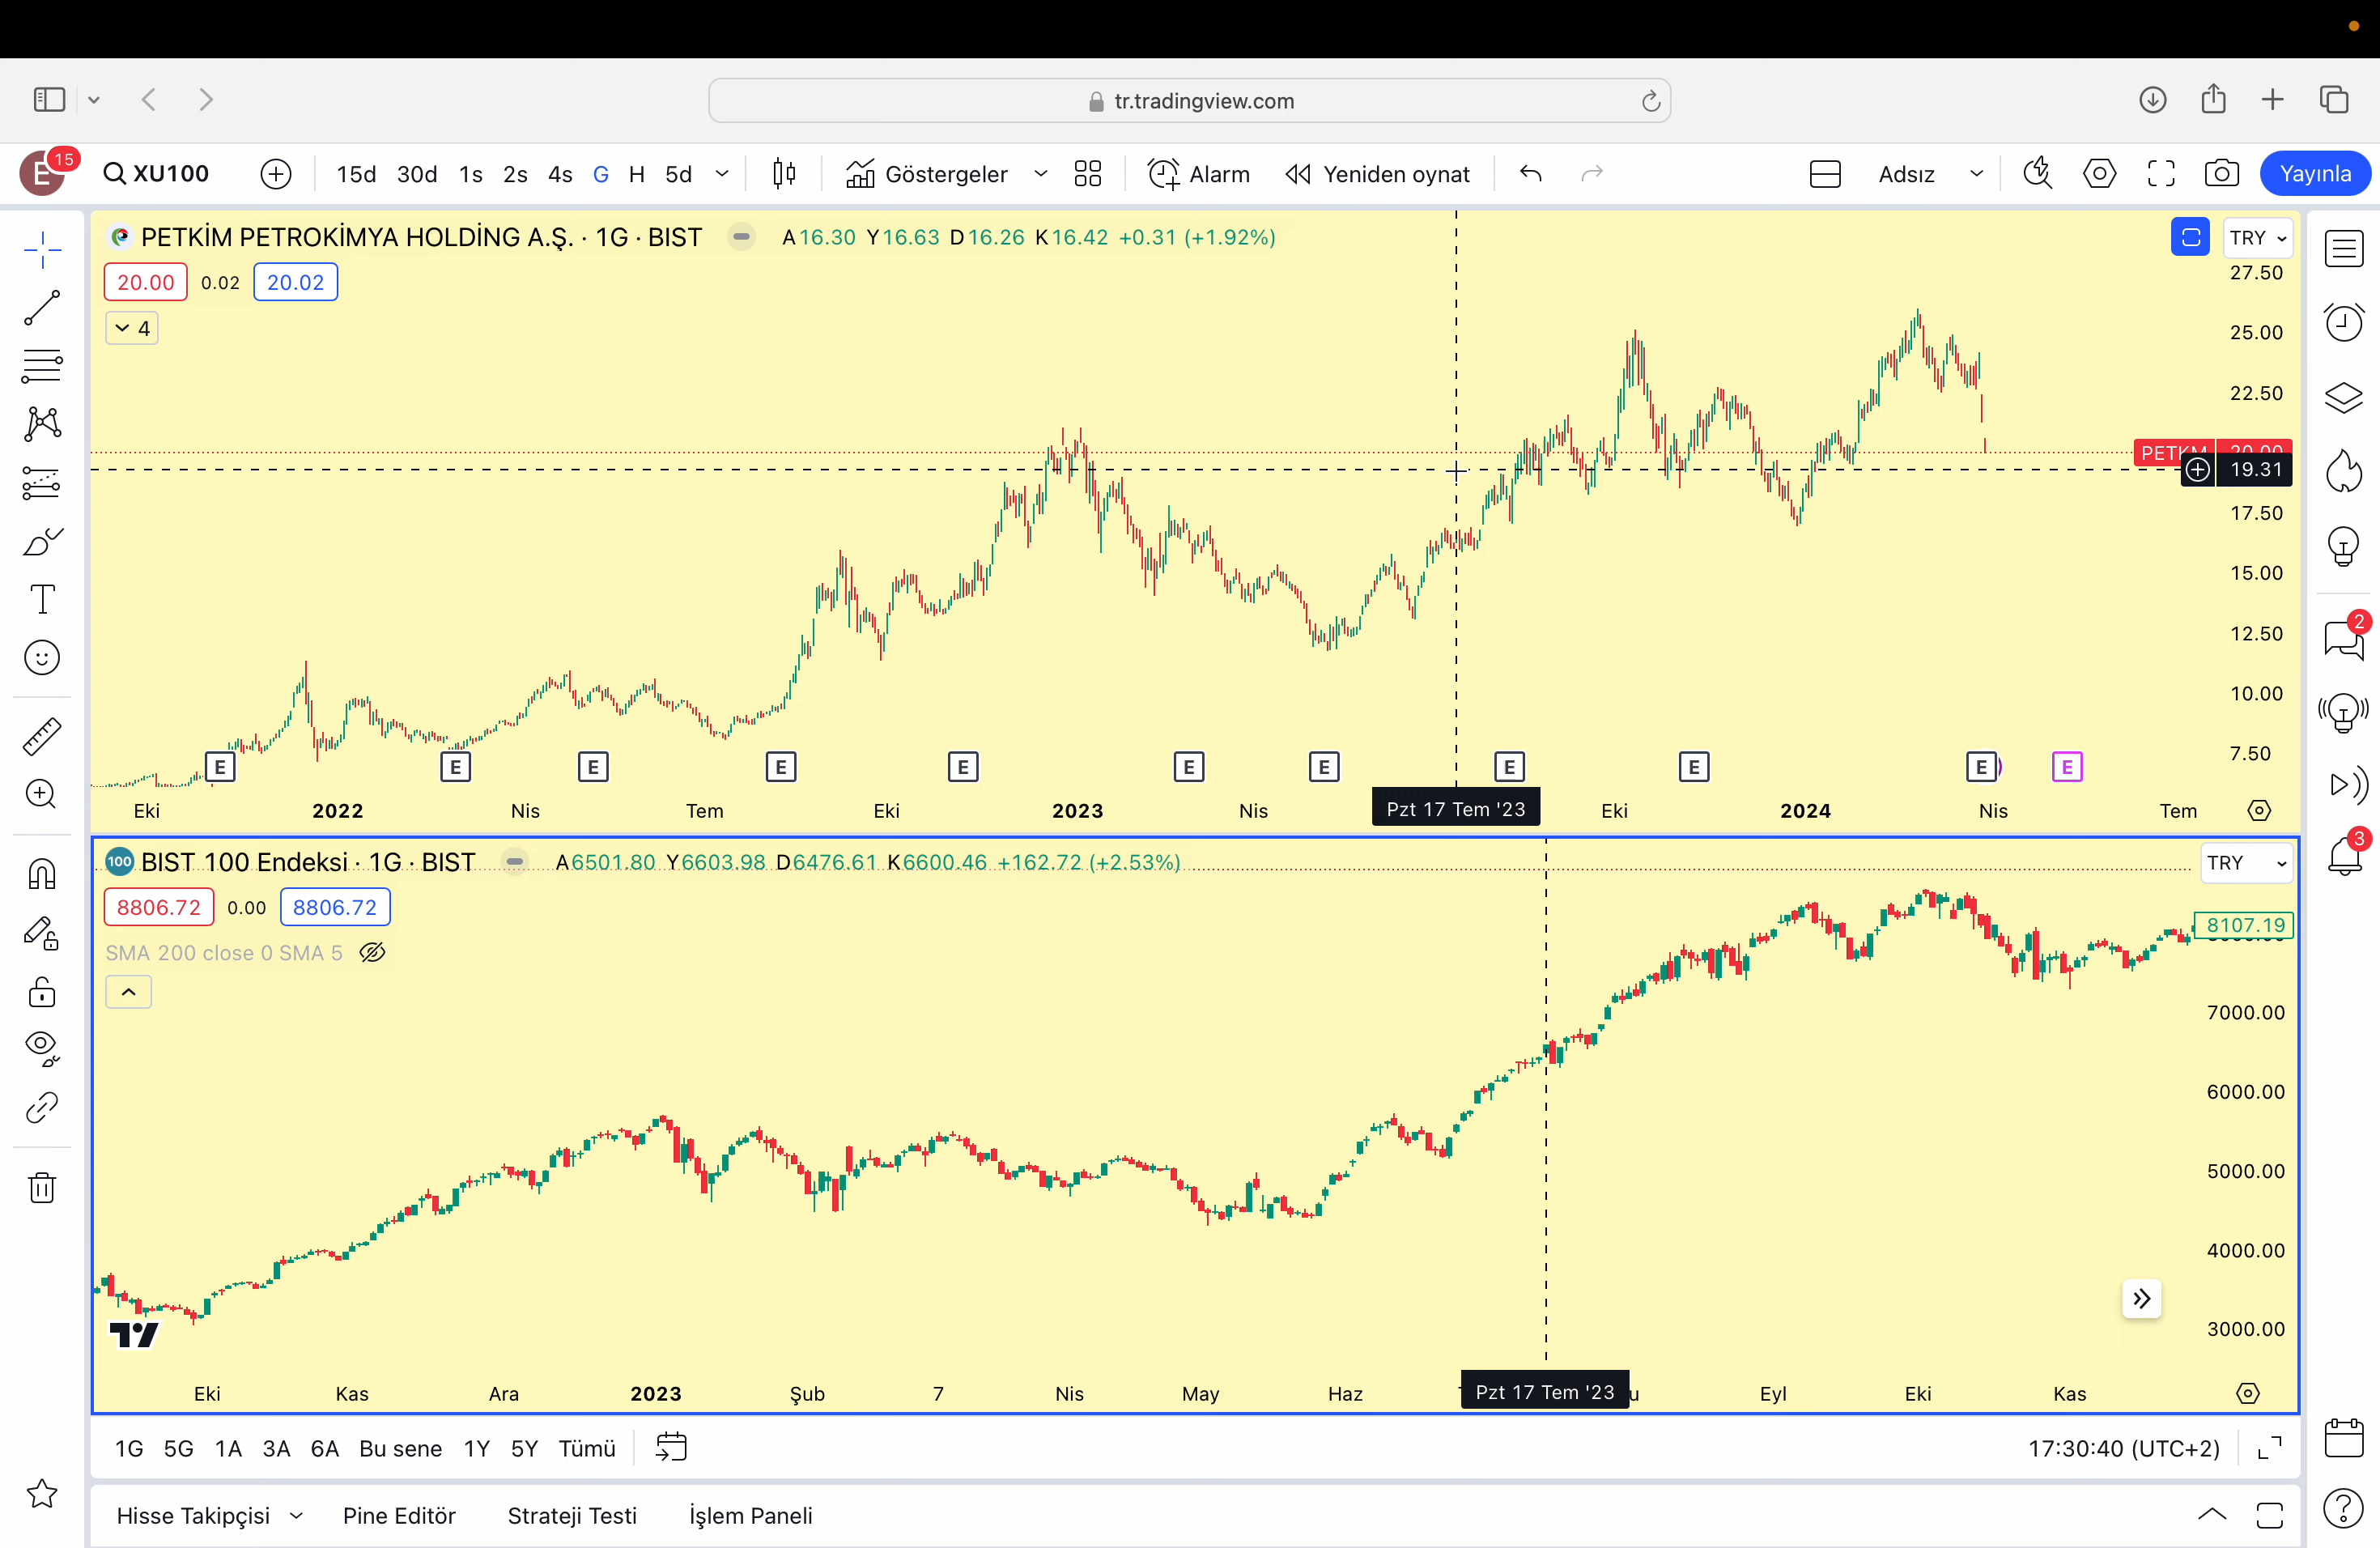 tr.tradingview.com
E 15 XU100 15d 30d 1s 2s 4s G H 5d Göstergeler Alarm Yeniden oynat Adsız Yayınla
PETKİM PETROKİMYA HOLDİNG A.Ş. · 1G · BIST A16.30 Y16.63 D16.26 K16.42 +0.31 (+1.92%) TRY
20.00 0.02 20.02
4
27.50
25.00
22.50
PETKM 20.00
19.31
17.50
15.00
12.50
10.00
7.50
2
3
E E E E E E E E E E E
Eki 2022 Nis Tem Eki 2023 Nis Pzt 17 Tem '23 Eki 2024 Nis Tem
100 BIST 100 Endeksi · 1G · BIST A6501.80 Y6603.98 D6476.61 K6600.46 +162.72 (+2.53%) TRY
8806.72 0.00 8806.72
SMA 200 close 0 SMA 5
8107.19
7000.00
6000.00
5000.00
4000.00
3000.00
Eki Kas Ara 2023 Şub 7 Nis May Haz Pzt 17 Tem '23 Eyl Eki Kas
1G 5G 1A 3A 6A Bu sene 1Y 5Y Tümü 17:30:40 (UTC+2)
Hisse Takipçisi Pine Editör Strateji Testi İşlem Paneli